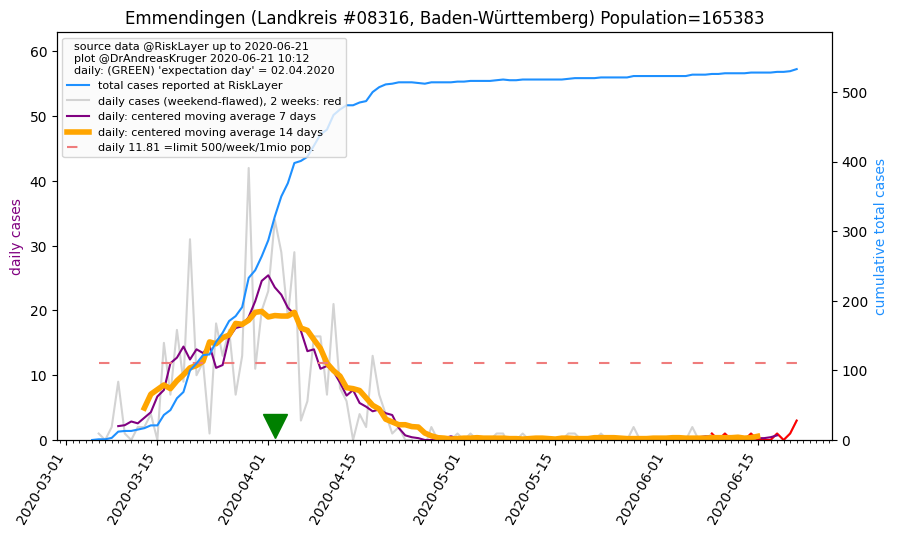 Emmendingen (Landkreis #08316, Baden-Württemberg) Population=165383
source data @RiskLayer up to 2020-06-21
plot @DrAndreasKruger 2020-06-21 10:12
daily: (GREEN) 'expectation day' = 02.04.2020
total cases reported at RiskLayer
daily cases (weekend-flawed), 2 weeks: red
daily: centered moving average 7 days
daily: centered moving average 14 days
daily 11.81 =limit 500/week/1mio pop.
daily cases
60
50
40
30
20
10
0
cumulative total cases
500
400
300
200
100
0
2020-03-01
2020-03-15
2020-04-01
2020-04-15
2020-05-01
2020-05-15
2020-06-01
2020-06-15